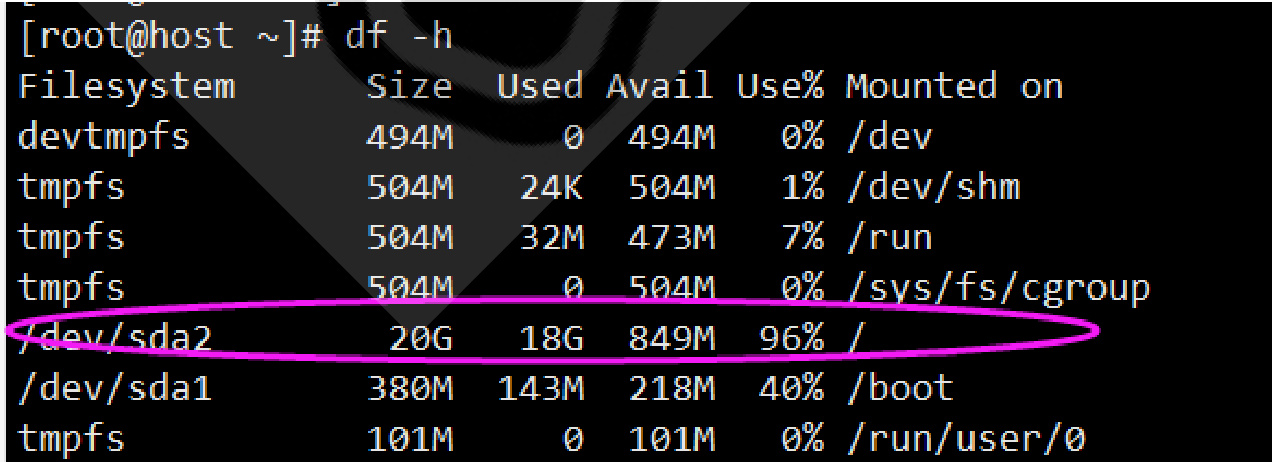 [root@host ~]# df -h
Filesystem Size Used Avail Use% Mounted on
devtmpfs 494M 0 494M 0% /dev
tmpfs 504M 24K 504M 1% /dev/shm
tmpfs 504M 32M 473M 7% /run
tmpfs 504M 0 504M 0% /sys/fs/cgroup
/dev/sda2 20G 18G 849M 96% /
/dev/sda1 380M 143M 218M 40% /boot
tmpfs 101M 0 101M 0% /run/user/0